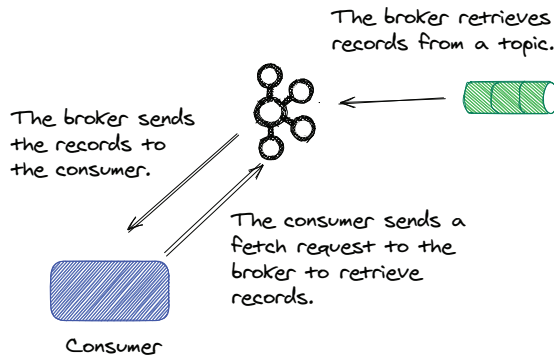 The broker retrieves
records from a topic.
The broker sends
the records to
the consumer.
The consumer sends a
fetch request to the
broker to retrieve
records.
Consumer